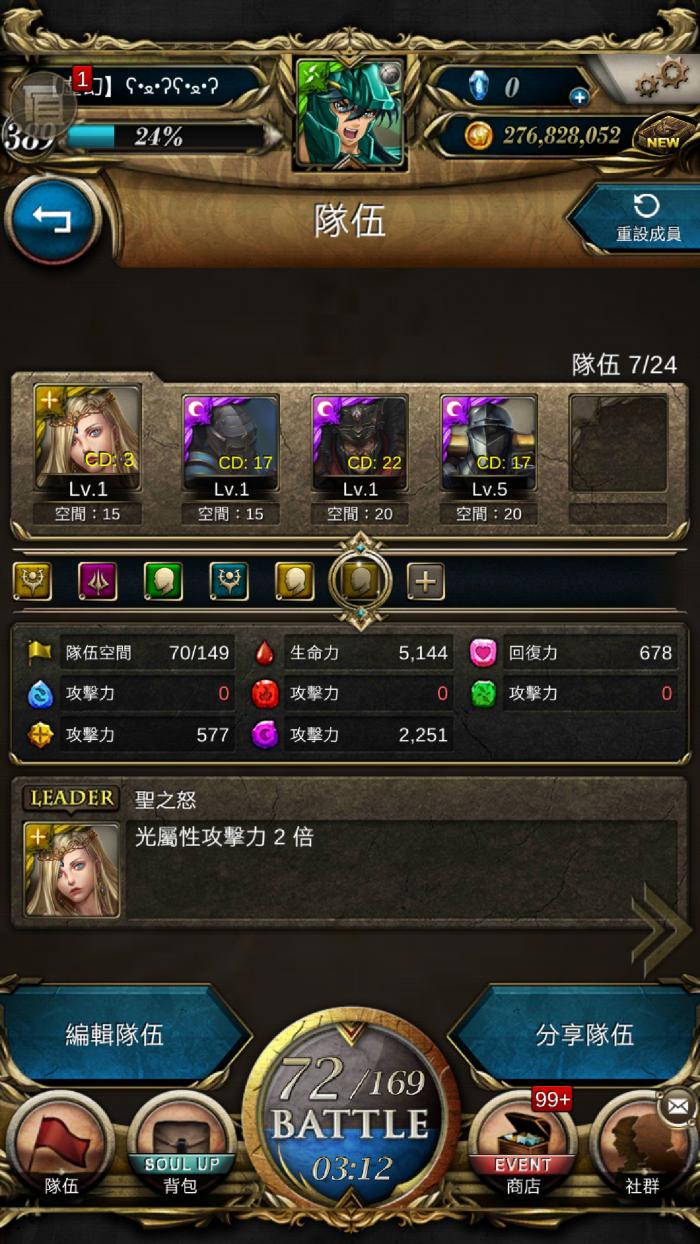 1
幻】ʕ•ᴥ•ʔʕ•ᴥ•ʔ
0
389
24%
276,828,052
NEW
隊伍
重設成員
隊伍 7/24
CD: 3
CD: 17
CD: 22
CD: 17
Lv.1
Lv.1
Lv.1
Lv.5
空間：15
空間：15
空間：20
空間：20
隊伍空間 70/149
生命力 5,144
回復力 678
攻擊力 0
攻擊力 0
攻擊力 0
攻擊力 577
攻擊力 2,251
LEADER 聖之怒
光屬性攻擊力 2 倍
編輯隊伍
分享隊伍
72/169
BATTLE
03:12
99+
SOUL UP
EVENT
隊伍
背包
商店
社群